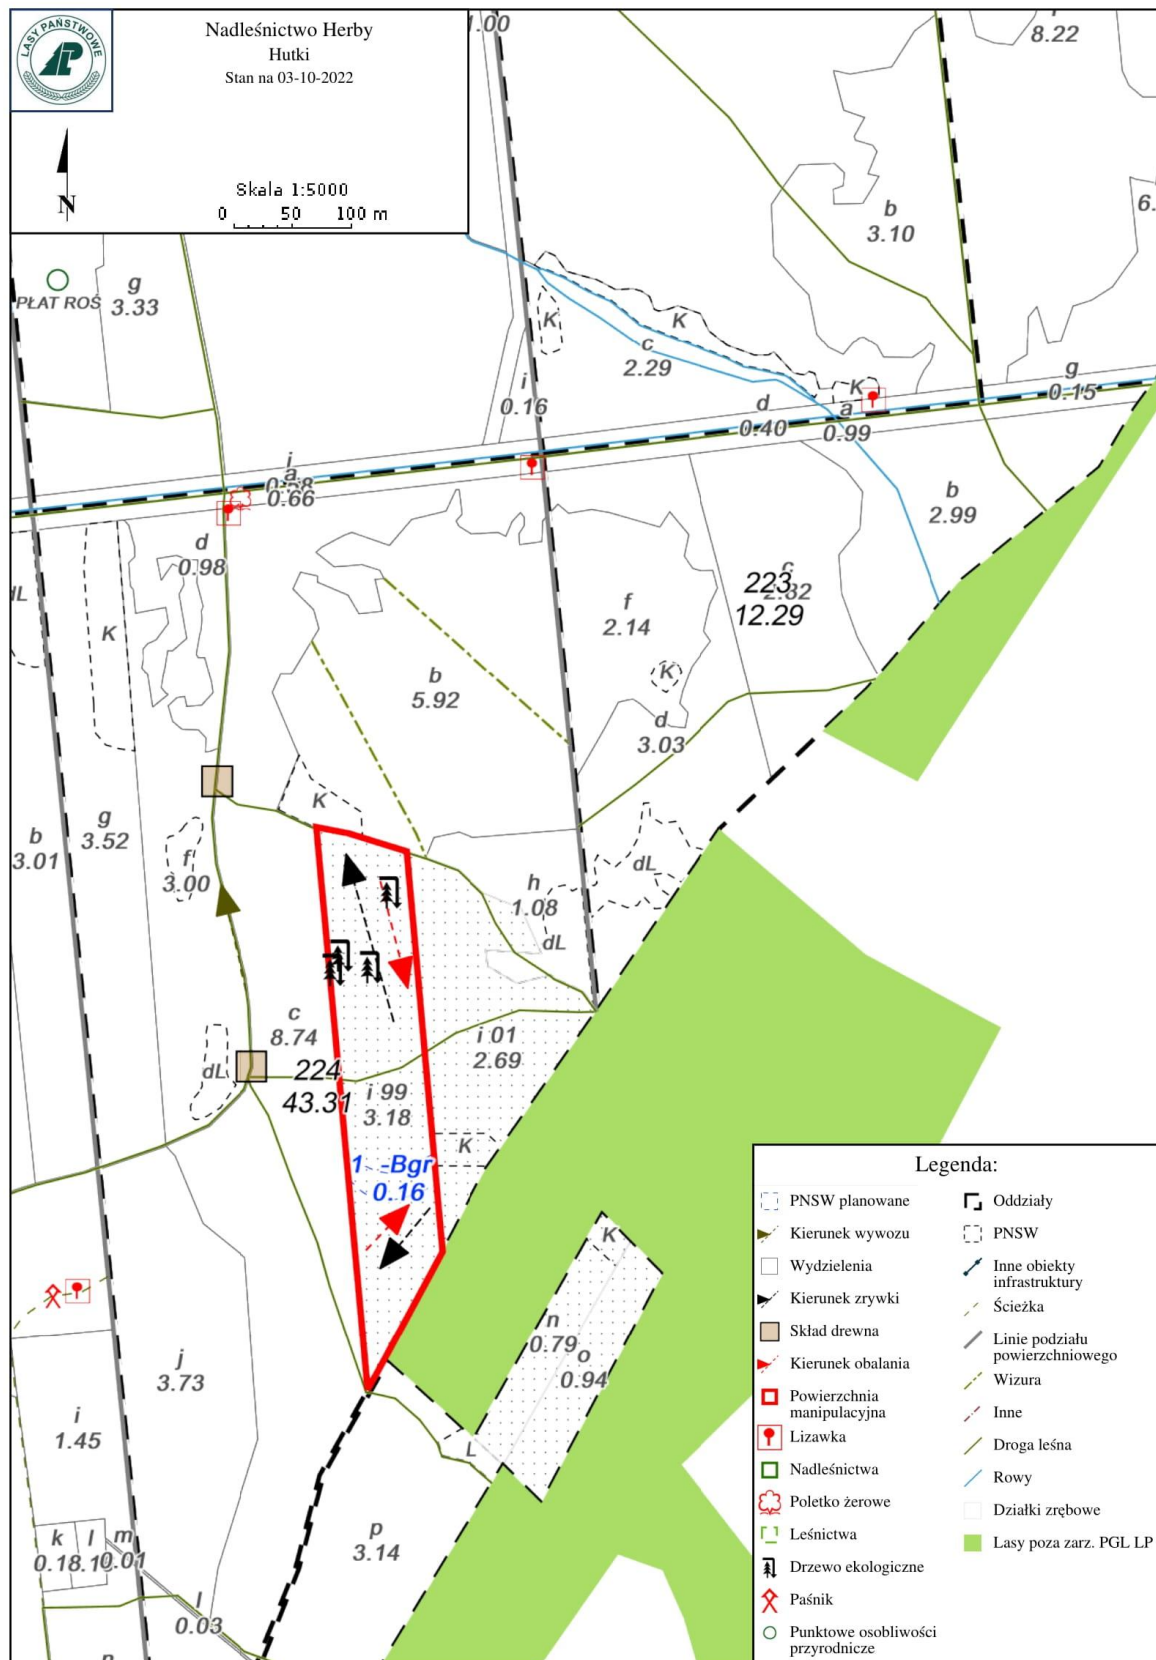 LASY PAŃSTWOWE
Nadleśnictwo Herby
Hutki
Stan na 03-10-2022
N
Skala 1:5000
0 50 100 m
1.00
8.22
b
3.10
6.
g
3.33
PŁAT ROŚ
K
K
c
2.29
K
i
0.16
d
0.40
a
0.99
g
0.15
i
a
0.66
b
2.99
d
0.98
dL
K
c
223
2.82
12.29
f
2.14
K
b
5.92
d
3.03
K
b
3.01
g
3.52
f
3.00
h
1.08
dL
dL
c
8.74
i 01
2.69
dL
224
43.31
i 99
3.18
K
1 -Bgr
0.16
K
n
0.79
o
0.94
j
3.73
i
1.45
L
k
0.18
l
m
0.01
p
3.14
l
0.03
n
Legenda:
PNSW planowane
Kierunek wywozu
Wydzielenia
Kierunek zrywki
Skład drewna
Kierunek obalania
Powierzchnia
manipulacyjna
Lizawka
Nadleśnictwa
Poletko żerowe
Leśnictwa
Drzewo ekologiczne
Paśnik
Punktowe osobliwości
przyrodnicze
Oddziały
PNSW
Inne obiekty
infrastruktury
Ścieżka
Linie podziału
powierzchniowego
Wizura
Inne
Droga leśna
Rowy
Działki zrębowe
Lasy poza zarz. PGL LP